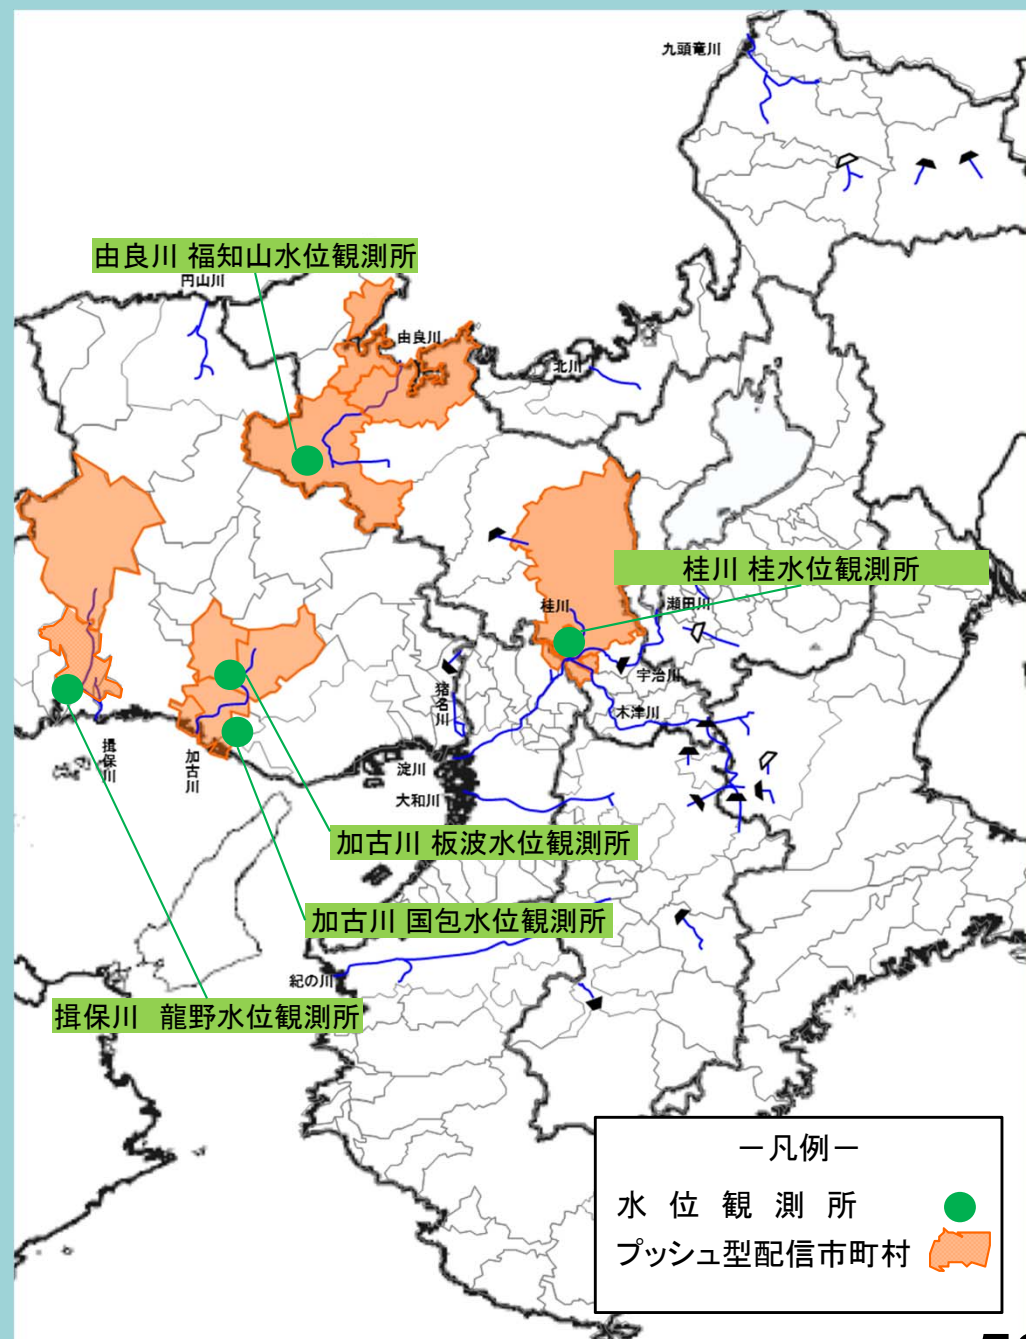 九頭竜川
由良川 福知山水位観測所
円山川
由良川
北川
桂川 桂水位観測所
桂川
瀬田川
宇治川
猪名川
木津川
揖保川
加古川
淀川
大和川
加古川 板波水位観測所
加古川 国包水位観測所
紀の川
揖保川 龍野水位観測所
－凡例－
水位観測所
プッシュ型配信市町村